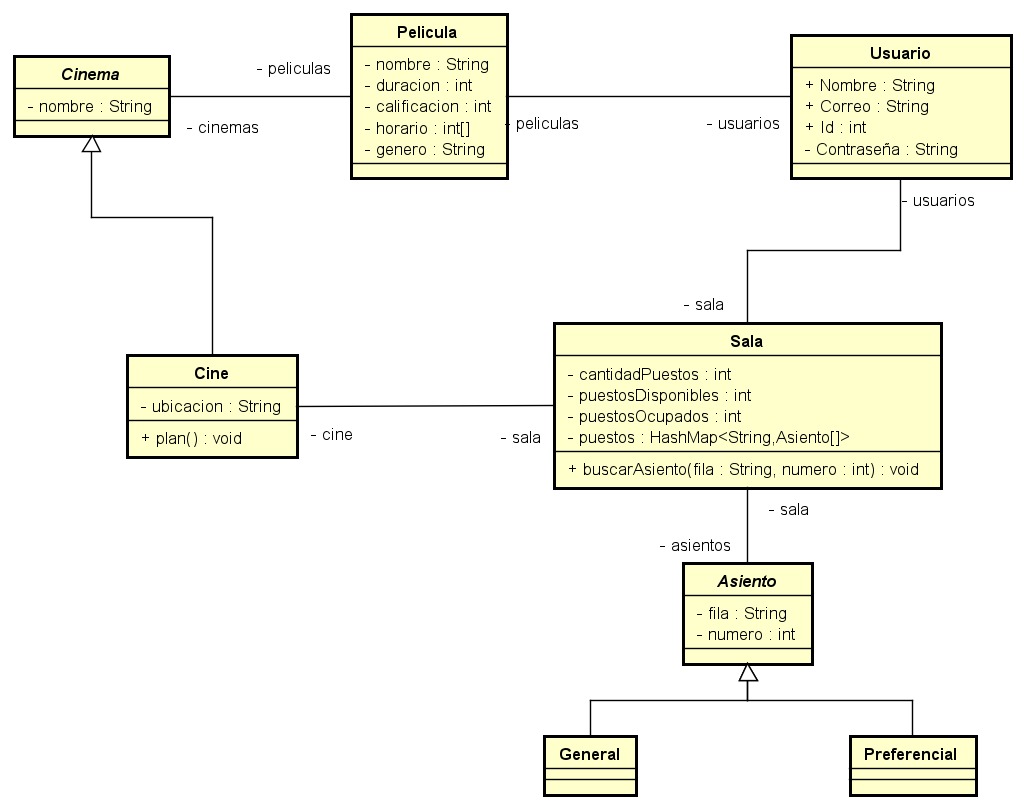 Cinema
- nombre : String
- peliculas
- cinemas
Pelicula
- nombre : String
- duracion : int
- calificacion : int
- horario : int[]
- genero : String
- peliculas
- usuarios
Usuario
+ Nombre : String
+ Correo : String
+ Id : int
- Contraseña : String
- usuarios
- sala
Cine
- ubicacion : String
+ plan() : void
- cine
- sala
Sala
- cantidadPuestos : int
- puestosDisponibles : int
- puestosOcupados : int
- puestos : HashMap<String,Asiento[]>
+ buscarAsiento(fila : String, numero : int) : void
- sala
- asientos
Asiento
- fila : String
- numero : int
General
Preferencial